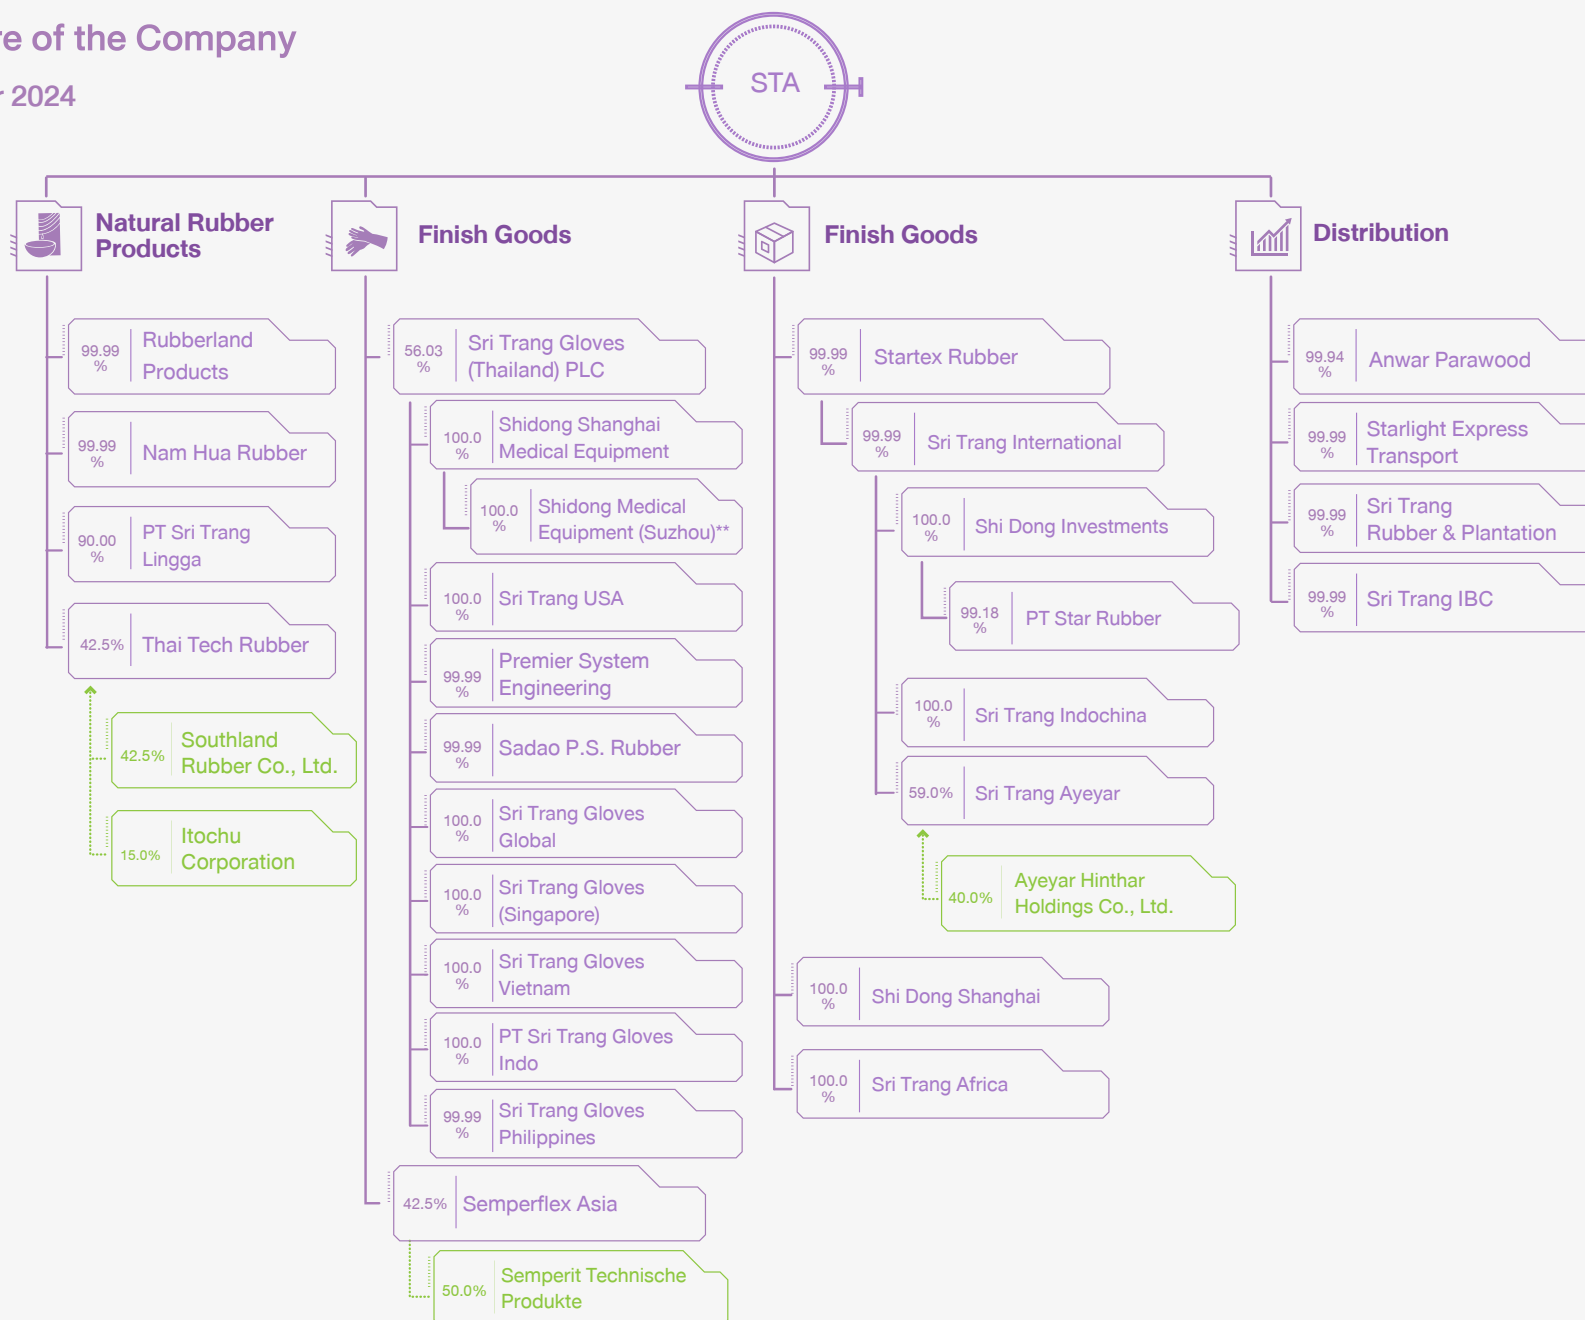 re of the Company
r 2024
STA
Natural Rubber
Products
99.99
%
Rubberland
Products
99.99
%
Nam Hua Rubber
90.00
%
PT Sri Trang
Lingga
42.5%
Thai Tech Rubber
42.5%
Southland
Rubber Co., Ltd.
15.0%
Itochu
Corporation
Finish Goods
56.03
%
Sri Trang Gloves
(Thailand) PLC
100.0
%
Shidong Shanghai
Medical Equipment
100.0
%
Shidong Medical
Equipment (Suzhou)**
100.0
%
Sri Trang USA
99.99
%
Premier System
Engineering
99.99
%
Sadao P.S. Rubber
100.0
%
Sri Trang Gloves
Global
100.0
%
Sri Trang Gloves
(Singapore)
100.0
%
Sri Trang Gloves
Vietnam
100.0
%
PT Sri Trang Gloves
Indo
99.99
%
Sri Trang Gloves
Philippines
42.5%
Semperflex Asia
50.0%
Semperit Technische
Produkte
Finish Goods
99.99
%
Startex Rubber
99.99
%
Sri Trang International
100.0
%
Shi Dong Investments
99.18
%
PT Star Rubber
100.0
%
Sri Trang Indochina
59.0%
Sri Trang Ayeyar
40.0%
Ayeyar Hinthar
Holdings Co., Ltd.
100.0
%
Shi Dong Shanghai
100.0
%
Sri Trang Africa
Distribution
99.94
%
Anwar Parawood
99.99
%
Starlight Express
Transport
99.99
%
Sri Trang
Rubber & Plantation
99.99
%
Sri Trang IBC